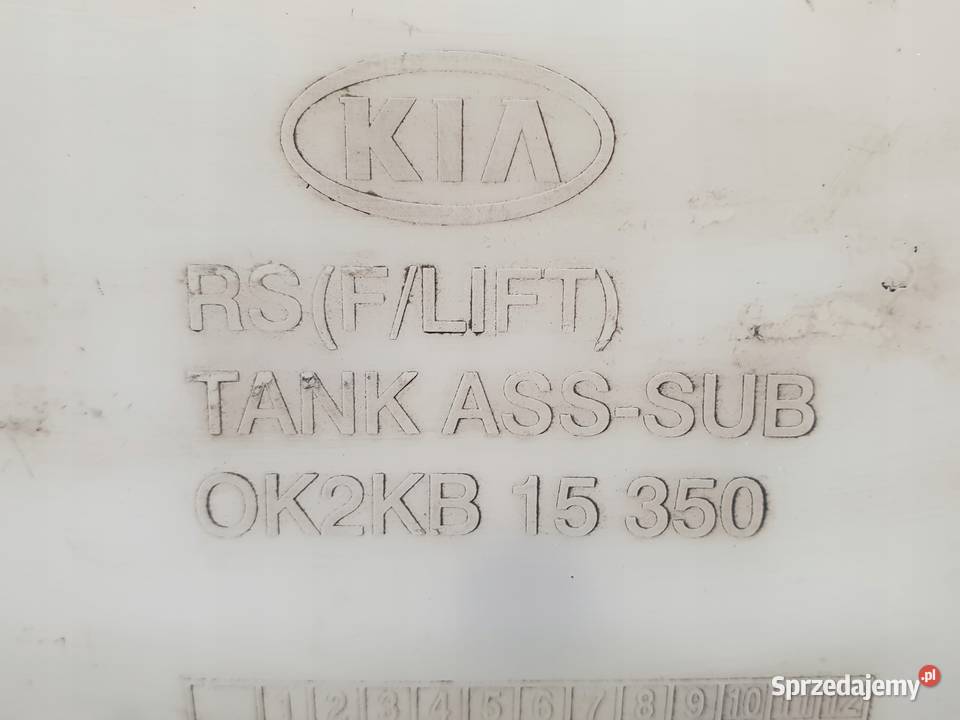 KIA
RS(F/LIFT)
TANK ASS-SUB
OK2KB 15 350
1 2 3 4 5 6 7 8 9 10 11 12
Sprzedajemy.pl